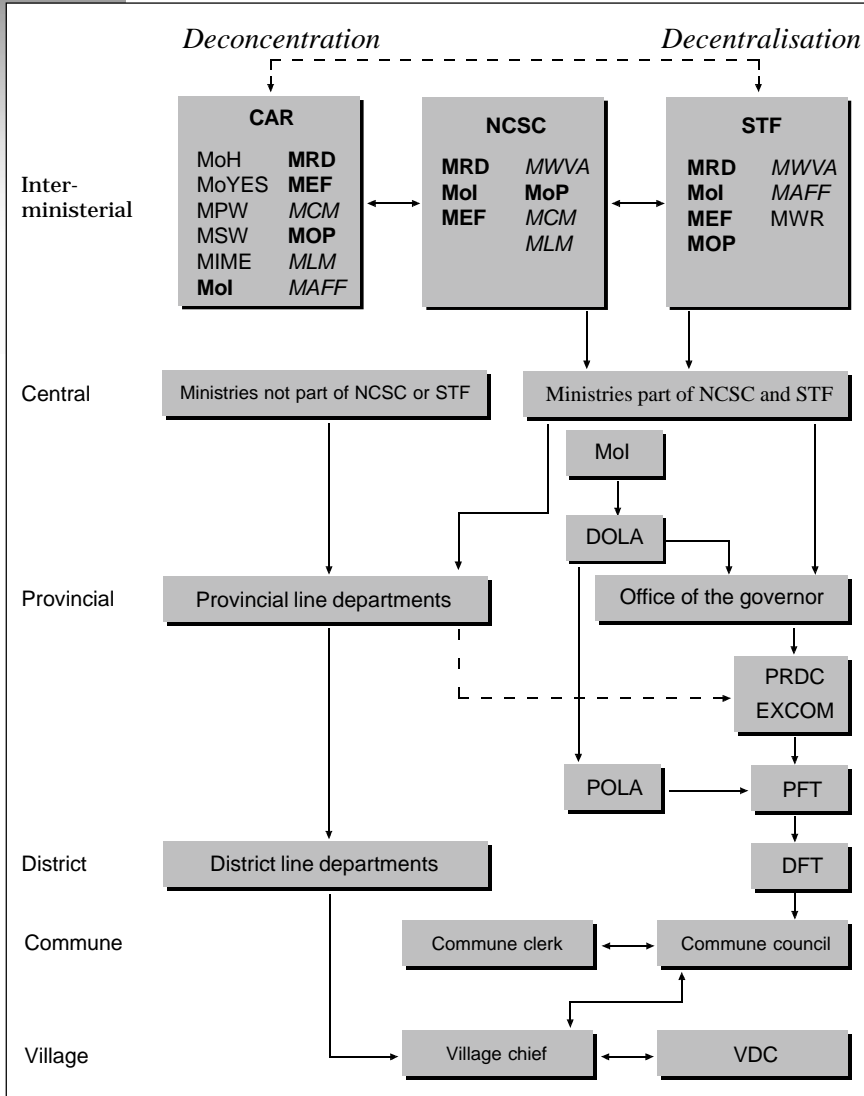 Deconcentration
Decentralisation
CAR
MoH MRD
MoYES MEF
MPW MCM
MSW MOP
MIME MLM
MoI MAFF
NCSC
MRD MWVA
MoI MoP
MEF MCM
MLM
STF
MRD MWVA
MoI MAFF
MEF MWR
MOP
Inter-
ministerial
Central
Ministries not part of NCSC or STF
Ministries part of NCSC and STF
MoI
DOLA
Provincial
Provincial line departments
Office of the governor
PRDC
EXCOM
POLA
PFT
District
District line departments
DFT
Commune
Commune clerk
Commune council
Village
Village chief
VDC